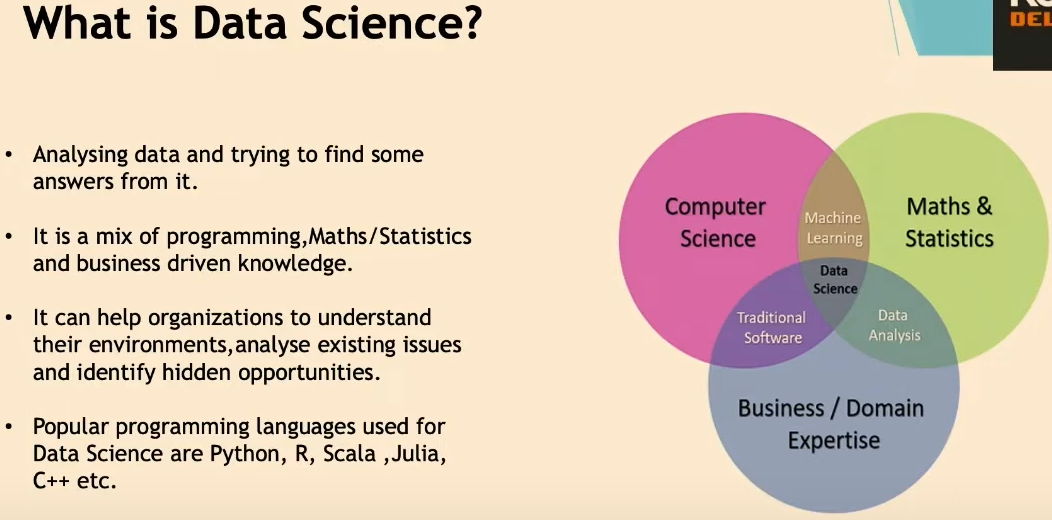 What is Data Science?
DEL
• Analysing data and trying to find some
answers from it.
• It is a mix of programming,Maths/Statistics
and business driven knowledge.
• It can help organizations to understand
their environments,analyse existing issues
and identify hidden opportunities.
• Popular programming languages used for
Data Science are Python, R, Scala ,Julia,
C++ etc.
Computer
Science
Machine
Learning
Maths &
Statistics
Data
Science
Traditional
Software
Data
Analysis
Business / Domain
Expertise